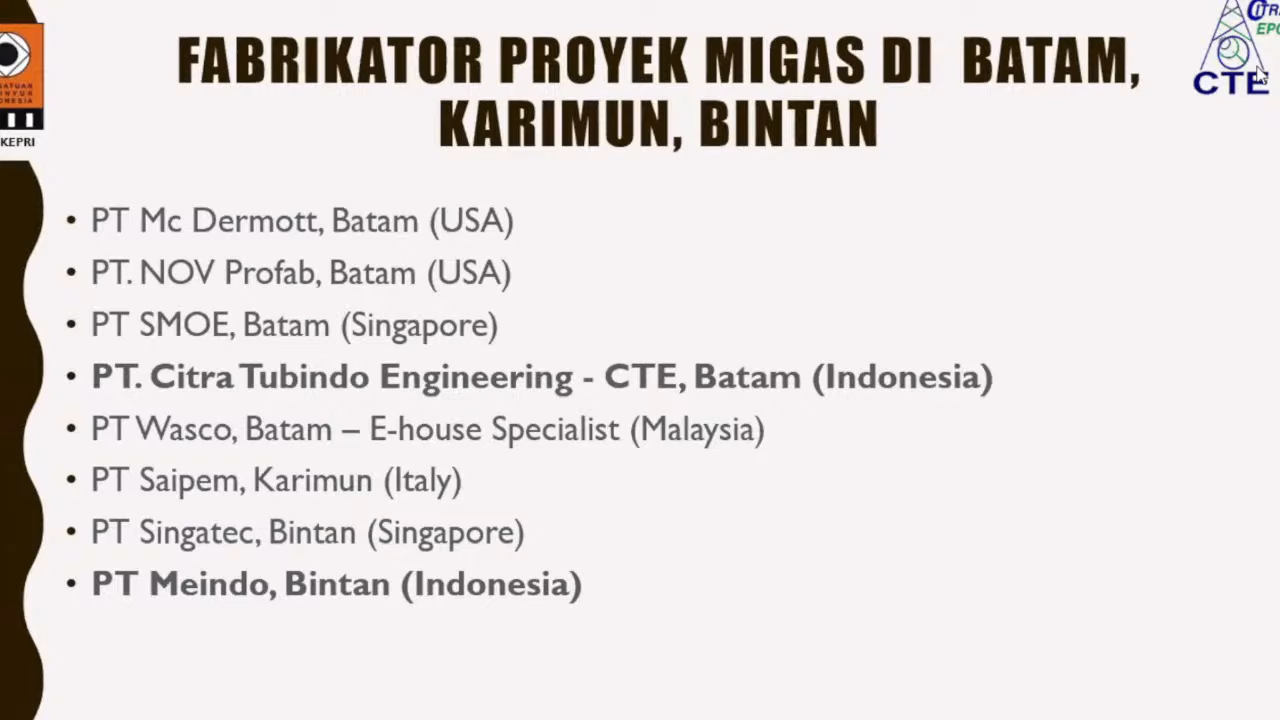 FABRIKATOR PROYEK MIGAS DI BATAM,
KARIMUN, BINTAN
KEPRI
CTE
• PT Mc Dermott, Batam (USA)
• PT. NOV Profab, Batam (USA)
• PT SMOE, Batam (Singapore)
• PT. Citra Tubindo Engineering - CTE, Batam (Indonesia)
• PT Wasco, Batam – E-house Specialist (Malaysia)
• PT Saipem, Karimun (Italy)
• PT Singatec, Bintan (Singapore)
• PT Meindo, Bintan (Indonesia)